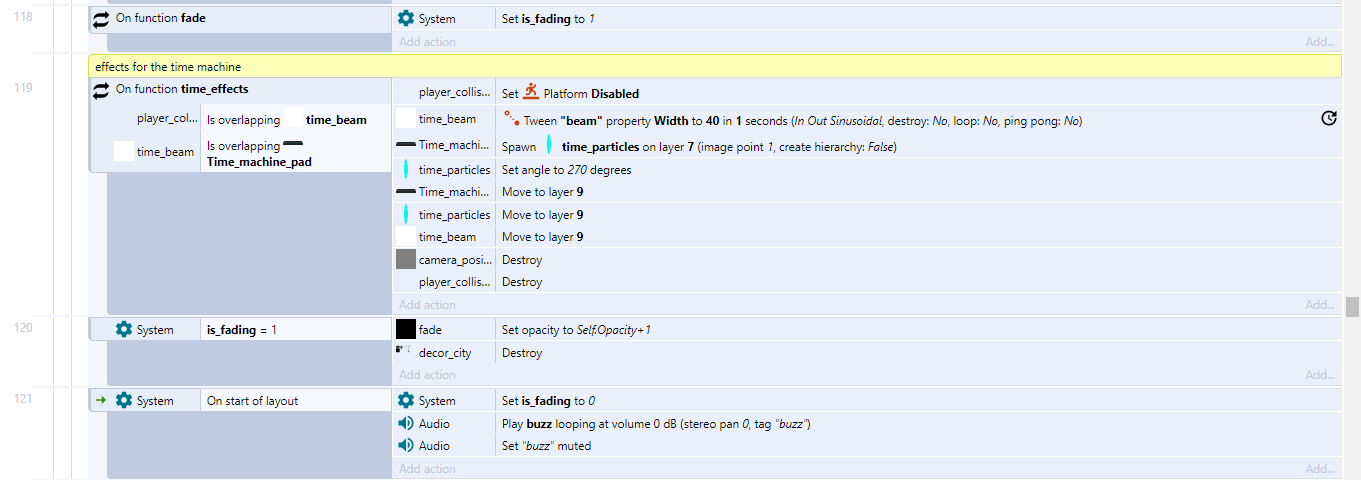 118 On function fade System Set is_fading to 1
Add action Add...
effects for the time machine
119 On function time_effects player_collis... Set Platform Disabled
player_col... Is overlapping time_beam time_beam Tween "beam" property Width to 40 in 1 seconds (In Out Sinusoidal, destroy: No, loop: No, ping pong: No)
time_beam Is overlapping Time_machine_pad Time_machi... Spawn time_particles on layer 7 (image point 1, create hierarchy: False)
time_particles Set angle to 270 degrees
Time_machi... Move to layer 9
time_particles Move to layer 9
time_beam Move to layer 9
camera_posi... Destroy
player_collis... Destroy
Add action Add...
120 System is_fading = 1 fade Set opacity to Self.Opacity+1
decor_city Destroy
Add action Add...
121 System On start of layout System Set is_fading to 0
Audio Play buzz looping at volume 0 dB (stereo pan 0, tag "buzz")
Audio Set "buzz" muted
Add action Add...